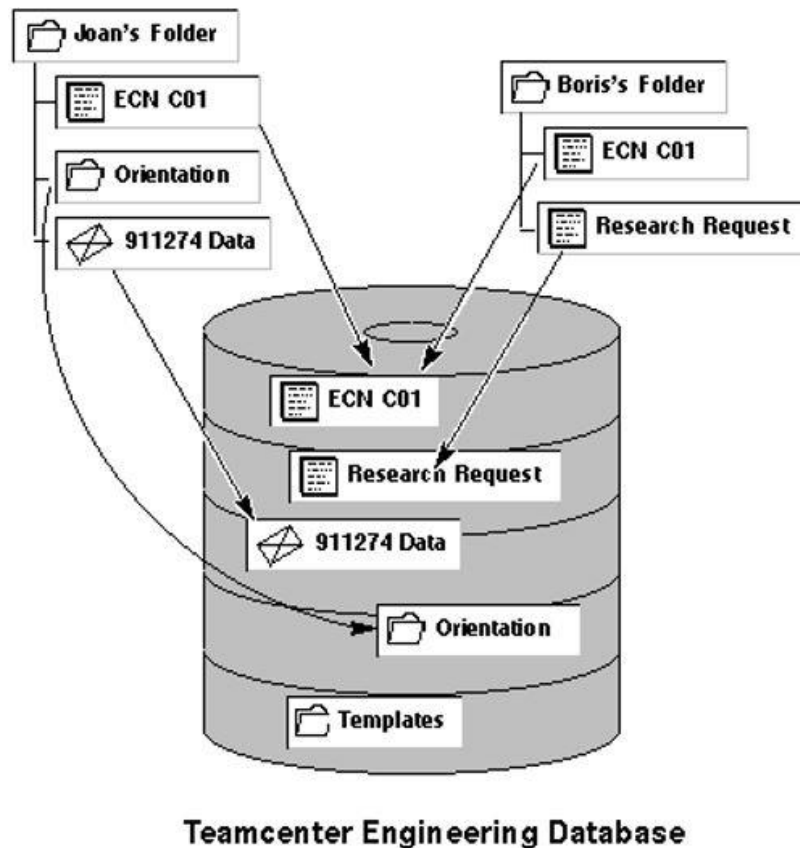 Joan's Folder
ECN C01
Orientation
911274 Data
Boris's Folder
ECN C01
Research Request
ECN C01
Research Request
911274 Data
Orientation
Templates
Teamcenter Engineering Database